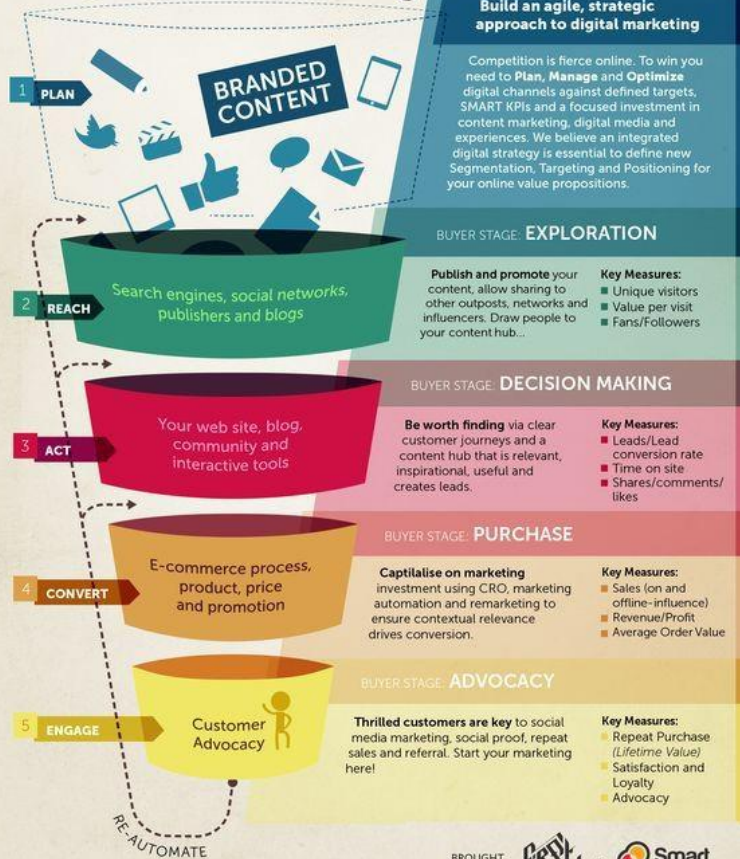 Build an agile, strategic
approach to digital marketing
Competition is fierce online. To win you
need to Plan, Manage and Optimize
digital channels against defined targets,
SMART KPIs and a focused investment in
content marketing, digital media and
experiences. We believe an integrated
digital strategy is essential to define new
Segmentation, Targeting and Positioning for
your online value propositions.
1 PLAN
BRANDED
CONTENT
BUYER STAGE: EXPLORATION
2 REACH
Search engines, social networks,
publishers and blogs
Publish and promote your
content, allow sharing to
other outposts, networks and
influencers. Draw people to
your content hub...
Key Measures:
Unique visitors
Value per visit
Fans/Followers
BUYER STAGE: DECISION MAKING
3 ACT
Your web site, blog,
community and
interactive tools
Be worth finding via clear
customer journeys and a
content hub that is relevant,
inspirational, useful and
creates leads.
Key Measures:
Leads/Lead
conversion rate
Time on site
Shares/comments/
likes
BUYER STAGE: PURCHASE
4 CONVERT
E-commerce process,
product, price
and promotion
Captilalise on marketing
investment using CRO, marketing
automation and remarketing to
ensure contextual relevance
drives conversion.
Key Measures:
Sales (on and
offline-influence)
Revenue/Profit
Average Order Value
BUYER STAGE: ADVOCACY
5 ENGAGE
Customer
Advocacy
Thrilled customers are key to social
media marketing, social proof, repeat
sales and referral. Start your marketing
here!
Key Measures:
Repeat Purchase
(Lifetime Value)
Satisfaction and
Loyalty
Advocacy
RE-AUTOMATE
BROUGHT
Smart